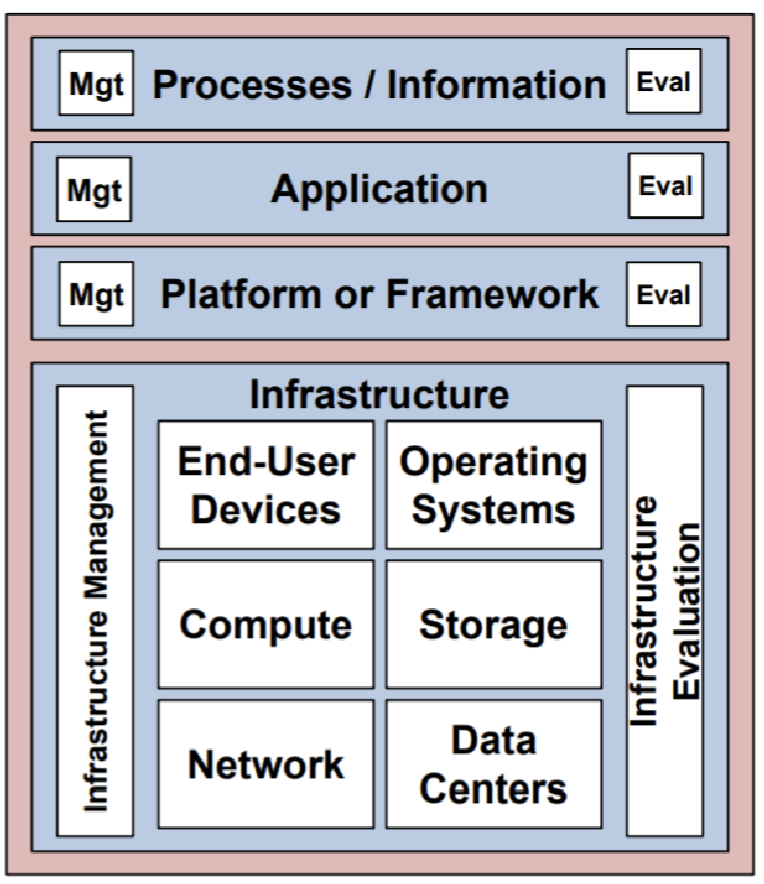 Mgt Processes / Information Eval
Mgt Application Eval
Mgt Platform or Framework Eval
Infrastructure
Infrastructure Management
End-User
Devices
Operating
Systems
Compute
Storage
Network
Data
Centers
Infrastructure
Evaluation